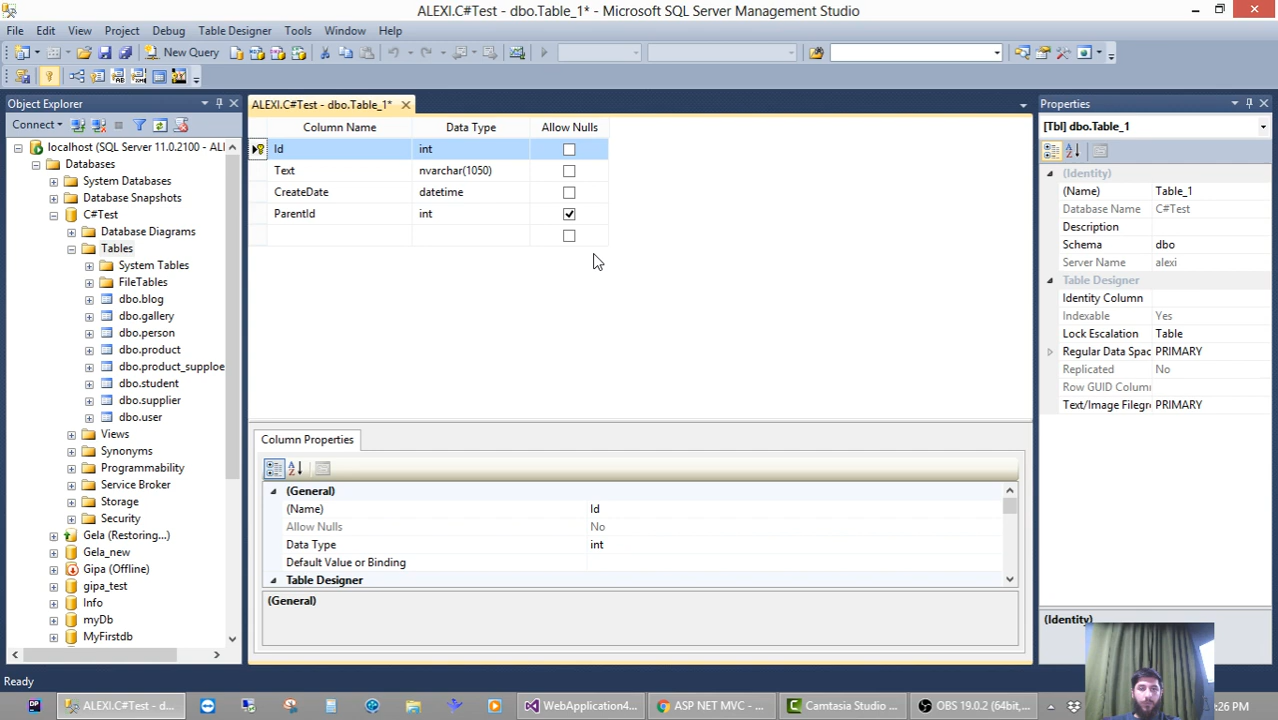 ALEXI.C#Test - dbo.Table_1* - Microsoft SQL Server Management Studio
File Edit View Project Debug Table Designer Tools Window Help
New Query
Object Explorer
Connect
localhost (SQL Server 11.0.2100 - ALI
Databases
System Databases
Database Snapshots
C#Test
Database Diagrams
Tables
System Tables
FileTables
dbo.blog
dbo.gallery
dbo.person
dbo.product
dbo.product_supploe
dbo.student
dbo.supplier
dbo.user
Views
Synonyms
Programmability
Service Broker
Storage
Security
Gela (Restoring...)
Gela_new
Gipa (Offline)
gipa_test
Info
myDb
MyFirstdb
ALEXI.C#Test - dbo.Table_1*
Column Name Data Type Allow Nulls
Id int
Text nvarchar(1050)
CreateDate datetime
ParentId int
Column Properties
(General)
(Name) Id
Allow Nulls No
Data Type int
Default Value or Binding
Table Designer
(General)
Properties
[Tbl] dbo.Table_1
(Identity)
(Name) Table_1
Database Name C#Test
Description
Schema dbo
Server Name alexi
Table Designer
Identity Column
Indexable Yes
Lock Escalation Table
Regular Data Spac PRIMARY
Replicated No
Row GUID Column
Text/Image Filegr PRIMARY
(Identity)
Ready
ALEXI.C#Test - d...
WebApplication4...
ASP NET MVC - ...
Camtasia Studio ...
OBS 19.0.2 (64bit,...
:26 PM